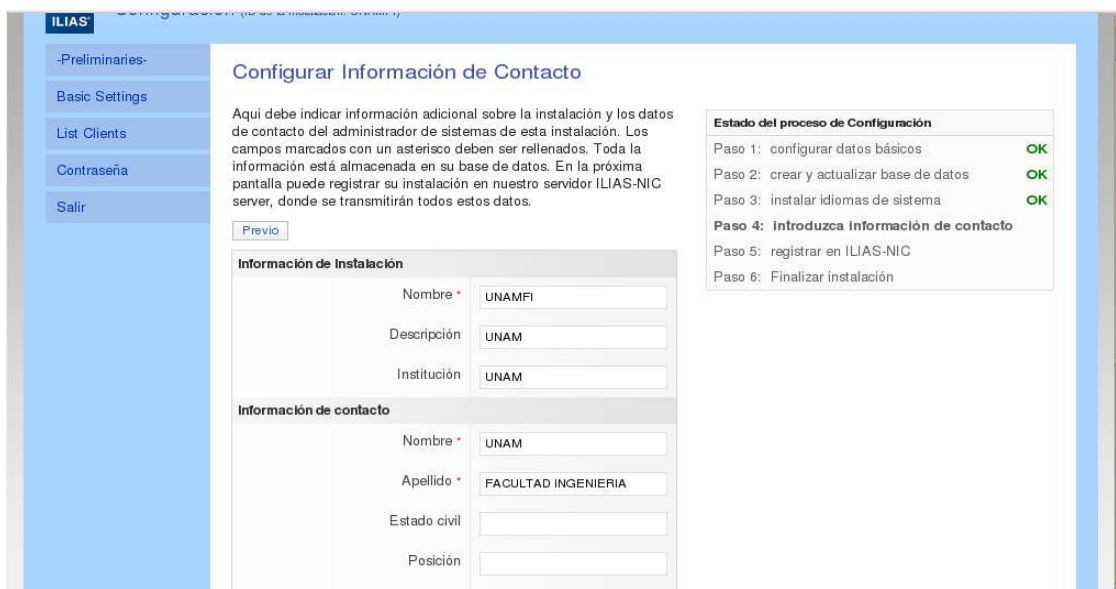 ILIAS
-Preliminaries-
Basic Settings
List Clients
Contraseña
Salir
Configurar Información de Contacto
Aqui debe indicar información adicional sobre la instalación y los datos
de contacto del administrador de sistemas de esta instalación. Los
campos marcados con un asterisco deben ser rellenados. Toda la
información está almacenada en su base de datos. En la próxima
pantalla puede registrar su instalación en nuestro servidor ILIAS-NIC
server, donde se transmitirán todos estos datos.
Previo
Información de Instalación
Nombre * UNAMFI
Descripción UNAM
Institución UNAM
Información de contacto
Nombre * UNAM
Apellido * FACULTAD INGENIERIA
Estado civil
Posición
Estado del proceso de Configuración
Paso 1: configurar datos básicos OK
Paso 2: crear y actualizar base de datos OK
Paso 3: instalar idiomas de sistema OK
Paso 4: introduzca información de contacto
Paso 5: registrar en ILIAS-NIC
Paso 6: Finalizar instalación